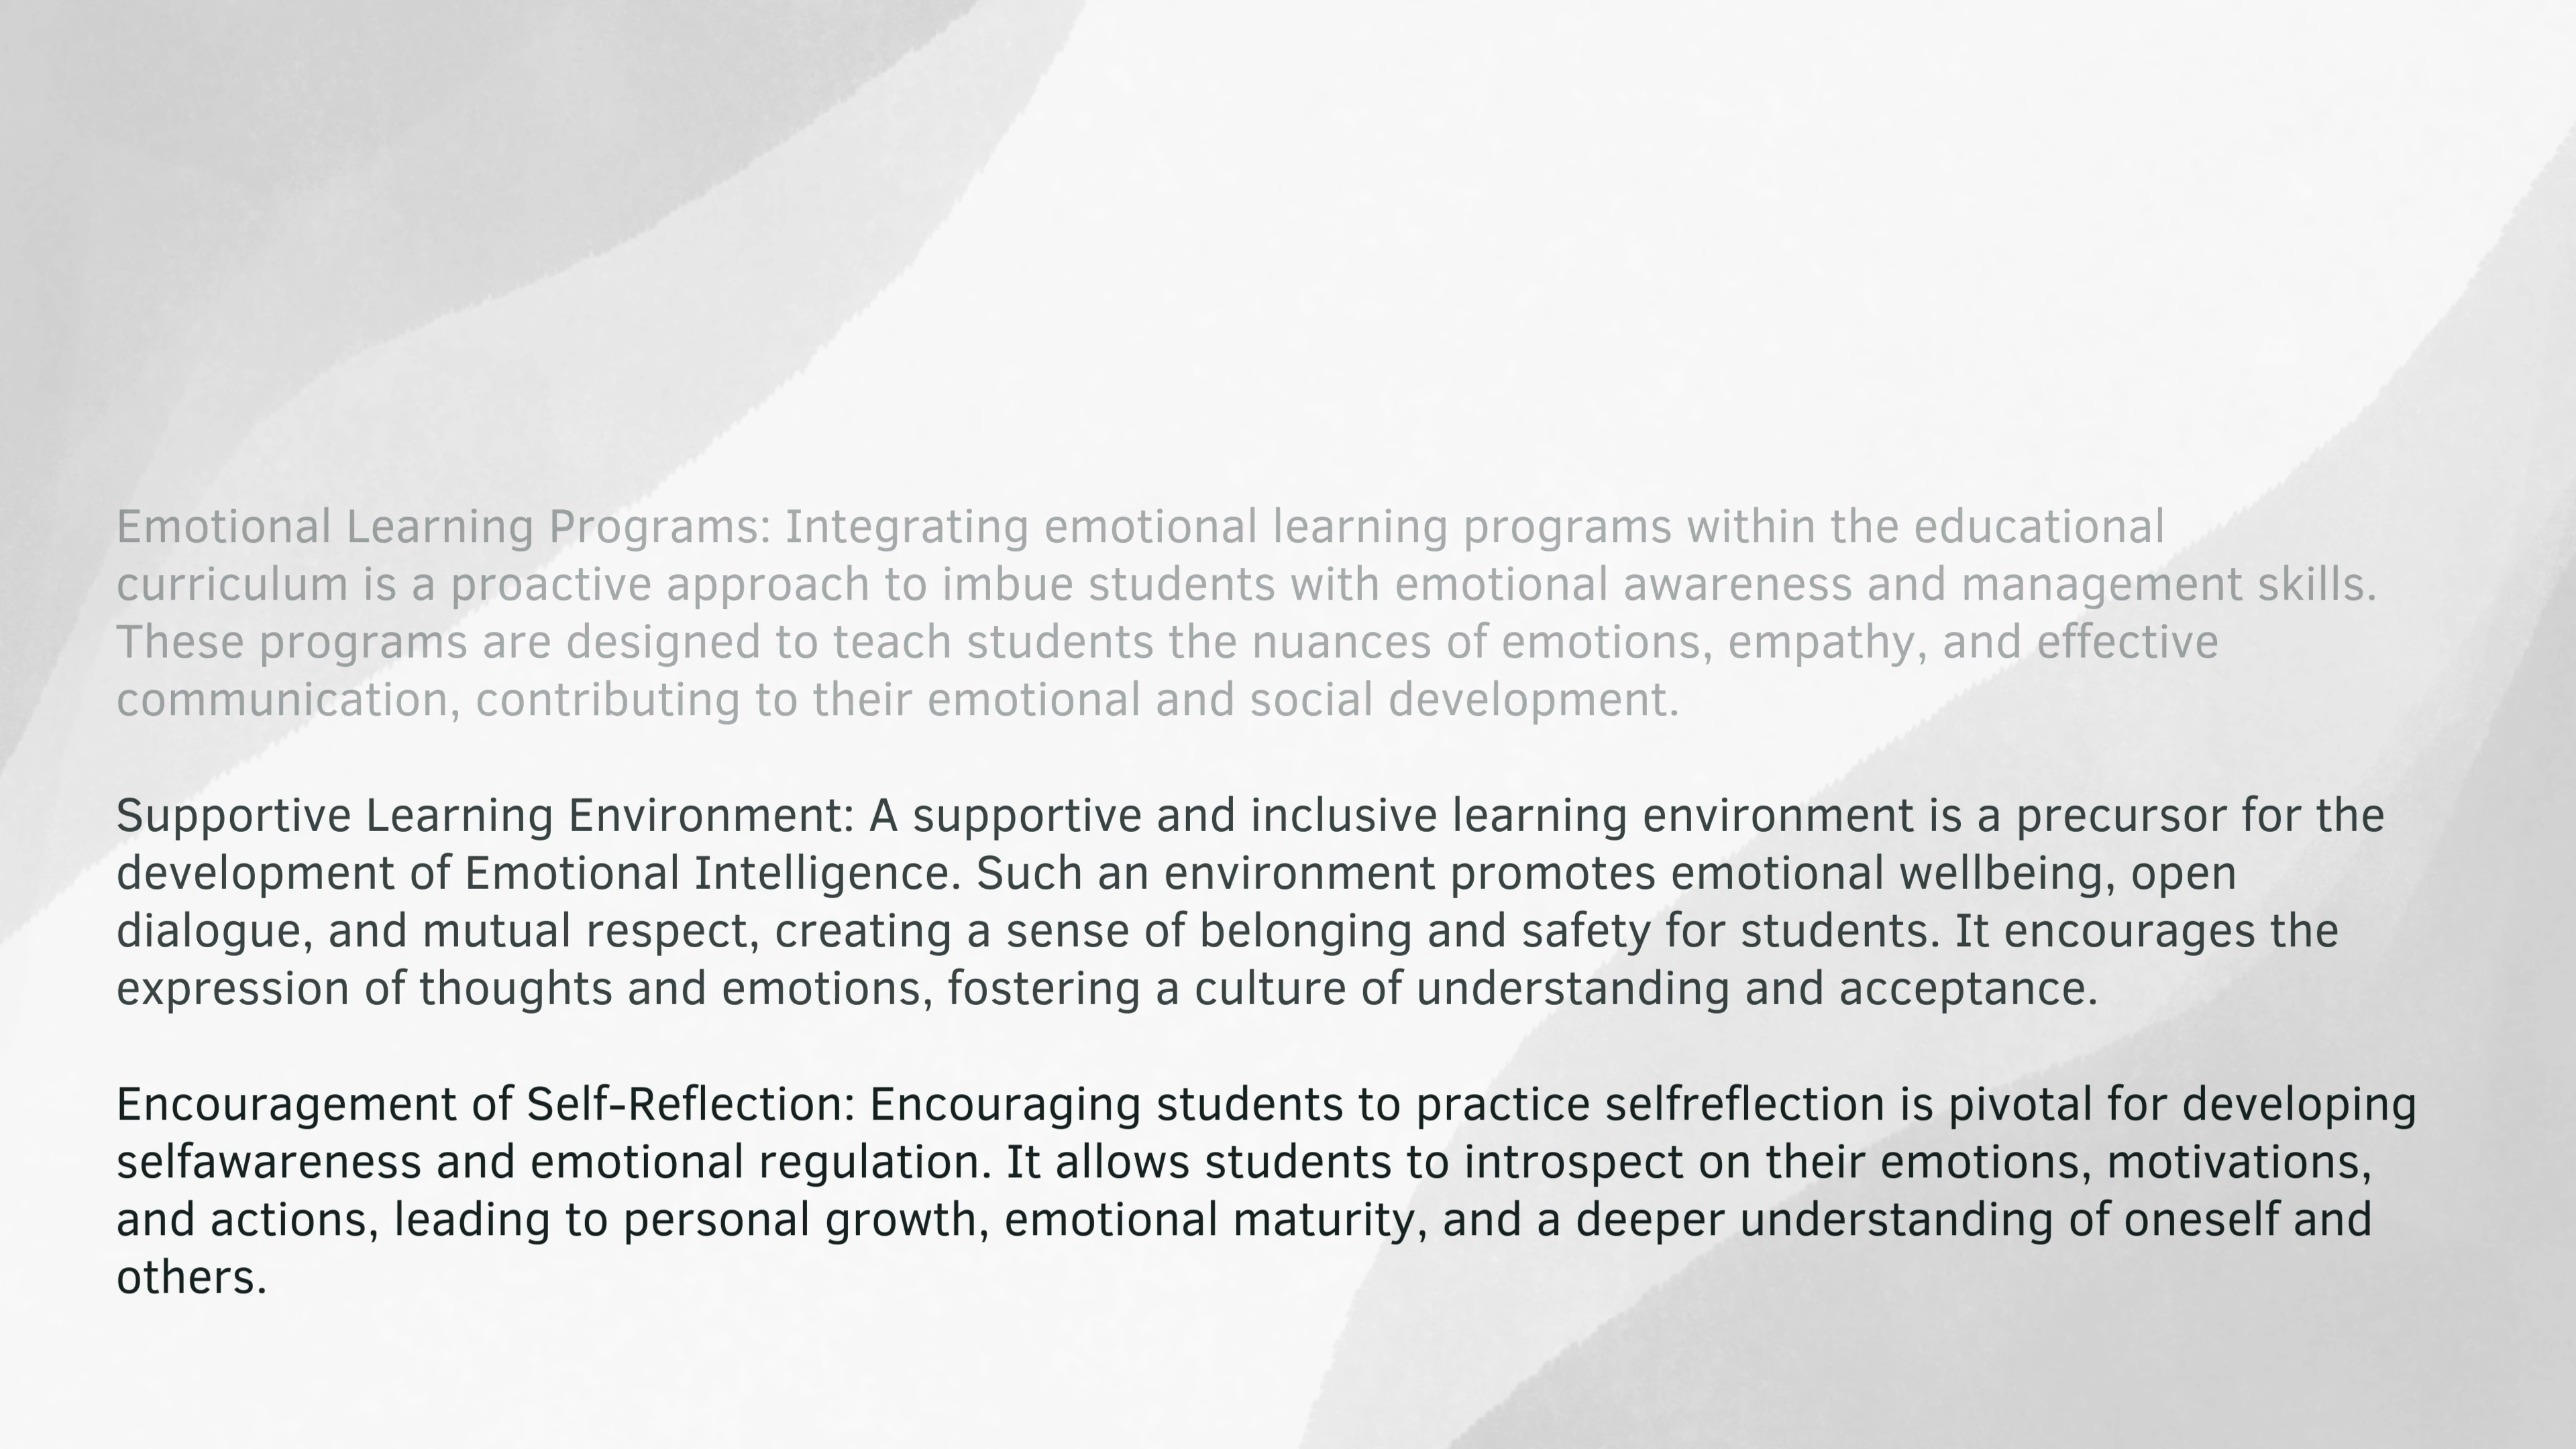 Emotional Learning Programs: Integrating emotional learning programs within the educational
curriculum is a proactive approach to imbue students with emotional awareness and management skills.
These programs are designed to teach students the nuances of emotions, empathy, and effective
communication, contributing to their emotional and social development.
Supportive Learning Environment: A supportive and inclusive learning environment is a precursor for the
development of Emotional Intelligence. Such an environment promotes emotional wellbeing, open
dialogue, and mutual respect, creating a sense of belonging and safety for students. It encourages the
expression of thoughts and emotions, fostering a culture of understanding and acceptance.
Encouragement of Self-Reflection: Encouraging students to practice selfreflection is pivotal for developing
selfawareness and emotional regulation. It allows students to introspect on their emotions, motivations,
and actions, leading to personal growth, emotional maturity, and a deeper understanding of oneself and
others.